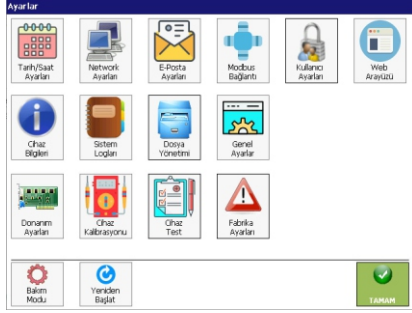 Ayarlar
Tarih/Saat
Ayarları
Network
Ayarları
E-Posta
Ayarları
Modbus
Bağlantı
Kullanıcı
Ayarları
Web
Arayüzü
Cihaz
Bilgileri
Sistem
Logları
Dosya
Yönetimi
Genel
Ayarlar
Donanım
Ayarları
Cihaz
Kalibrasyonu
Cihaz
Test
Fabrika
Ayarları
Bakım
Modu
Yeniden
Başlat
TAMAM